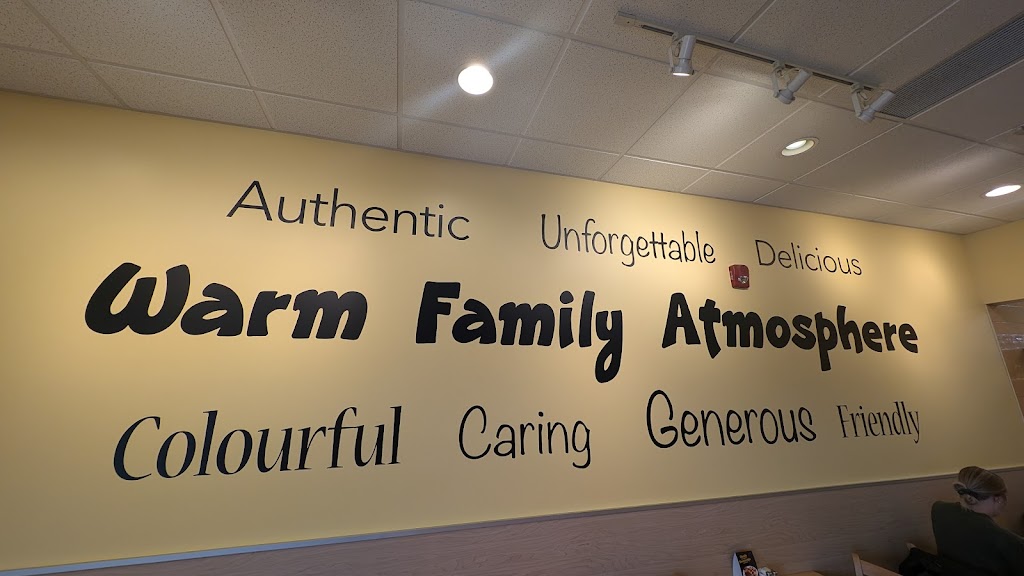 Authentic Unforgettable Delicious
Warm Family Atmosphere
Colourful Caring Generous Friendly